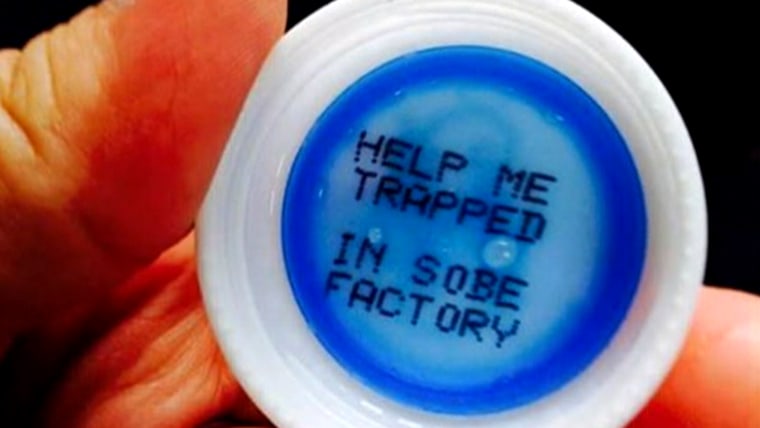 HELP ME
TRAPPED
IN SOBE
FACTORY